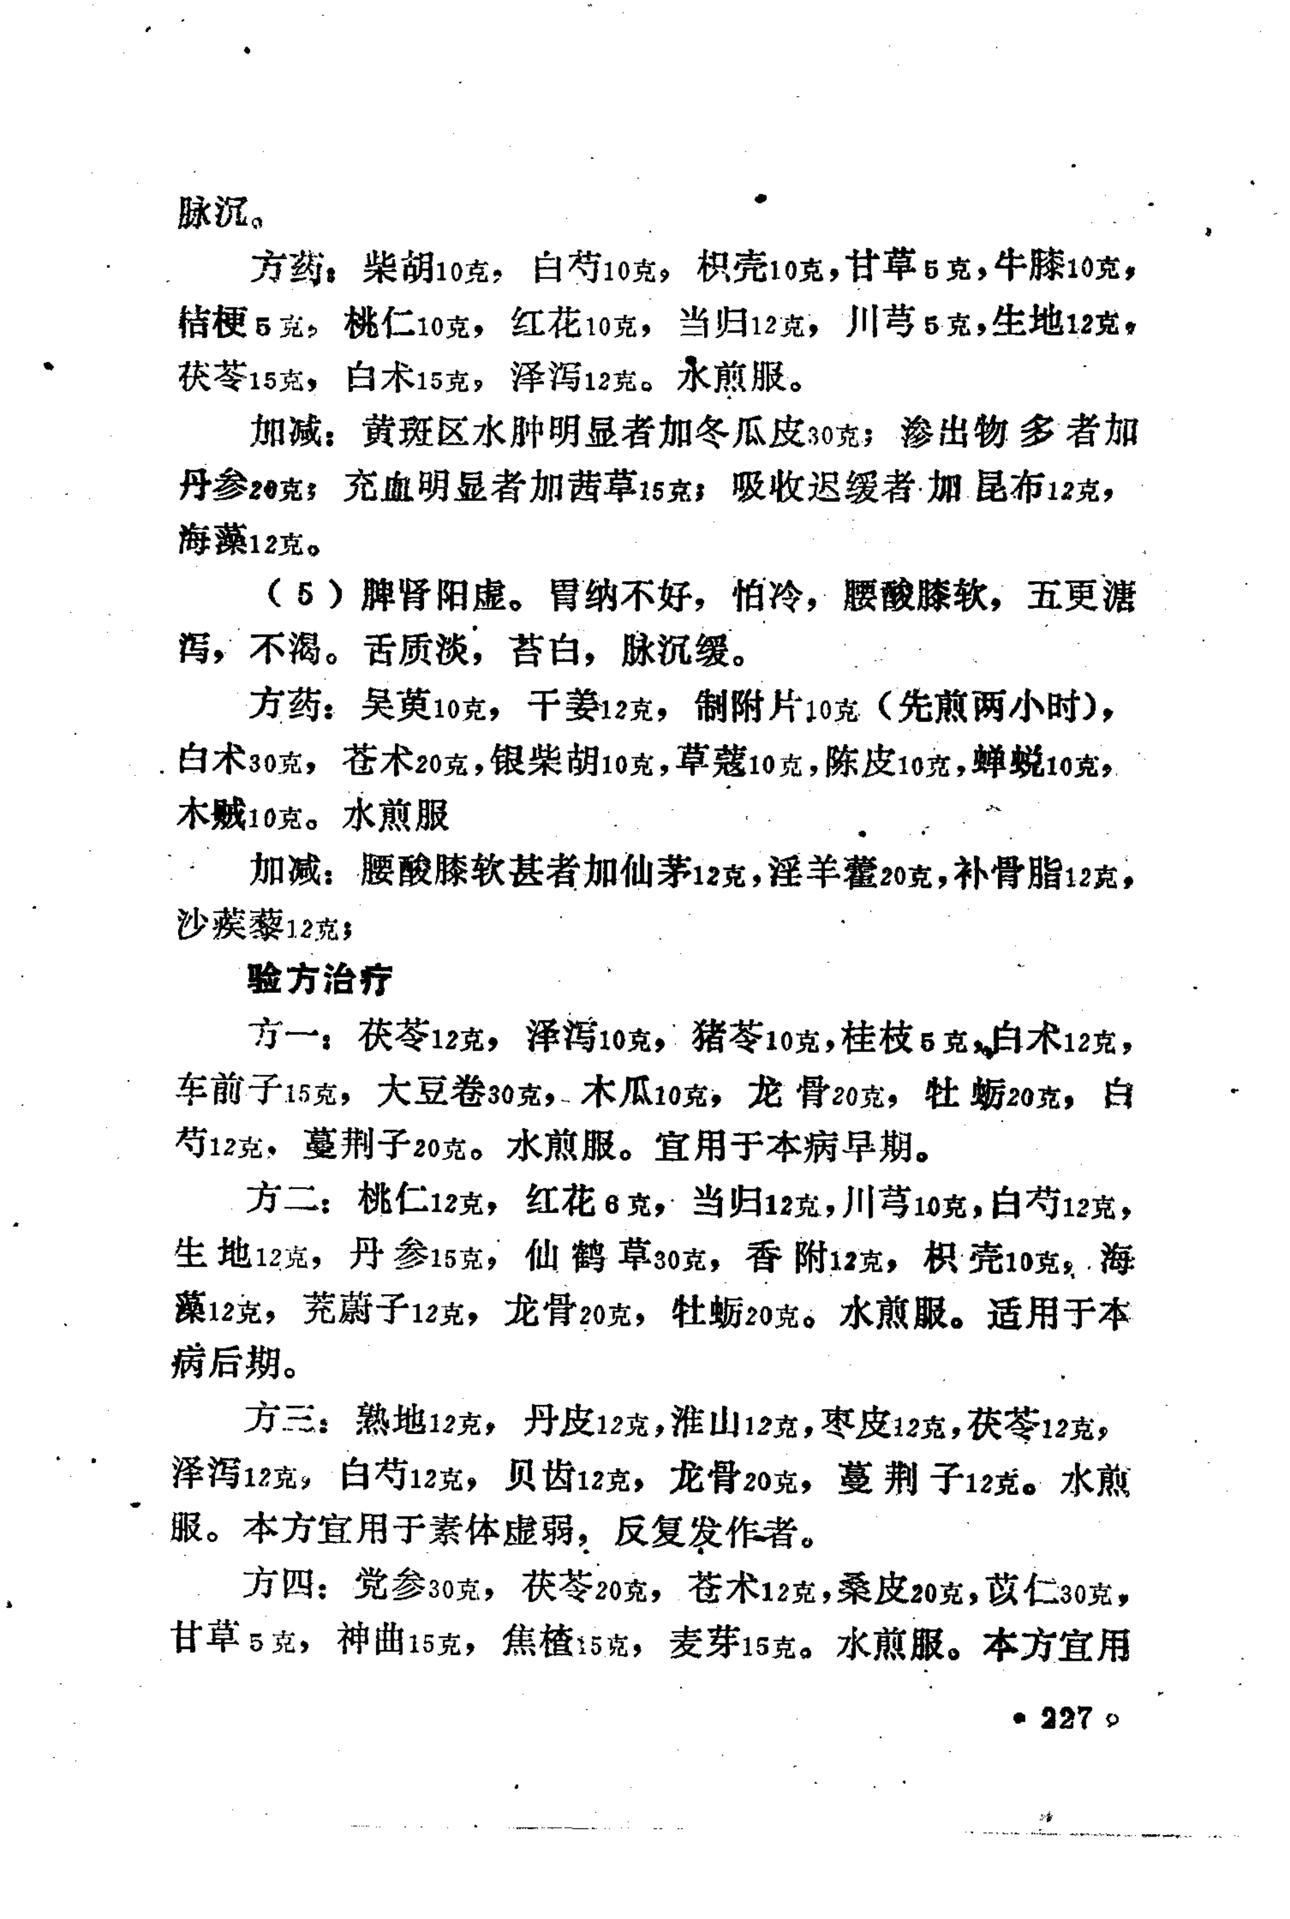 脉沉。
方药：柴胡10克，白芍10克，枳壳10克，甘草5克，牛膝10克，
桔梗5克，桃仁10克，红花10克，当归12克，川芎5克，生地12克，
茯苓15克，白术15克，泽泻12克。水煎服。
加减：黄斑区水肿明显者加冬瓜皮30克；渗出物多者加
丹参20克；充血明显者加茜草15克；吸收迟缓者加昆布12克，
海藻12克。
（5）脾肾阳虚。胃纳不好，怕冷，腰酸膝软，五更溏
泻，不渴。舌质淡，苔白，脉沉缓。
方药：吴萸10克，干姜12克，制附片10克（先煎两小时），
白术30克，苍术20克，银柴胡10克，草蔻10克，陈皮10克，蝉蜕10克，
木贼10克。水煎服
加减：腰酸膝软甚者加仙茅12克，淫羊藿20克，补骨脂12克，
沙蒺藜12克；
验方治疗
方一：茯苓12克，泽泻10克，猪苓10克，桂枝5克，白术12克，
车前子15克，大豆卷30克，木瓜10克，龙骨20克，牡蛎20克，白
芍12克，蔓荆子20克。水煎服。宜用于本病早期。
方二：桃仁12克，红花6克，当归12克，川芎10克，白芍12克，
生地12克，丹参15克，仙鹤草30克，香附12克，枳壳10克，海
藻12克，茺蔚子12克，龙骨20克，牡蛎20克。水煎服。适用于本
病后期。
方三：熟地12克，丹皮12克，淮山12克，枣皮12克，茯苓12克，
泽泻12克，白芍12克，贝齿12克，龙骨20克，蔓荆子12克。水煎
服。本方宜用于素体虚弱，反复发作者。
方四：党参30克，茯苓20克，苍术12克，桑皮20克，苡仁30克，
甘草5克，神曲15克，焦楂15克，麦芽15克。水煎服。本方宜用
• 227 •